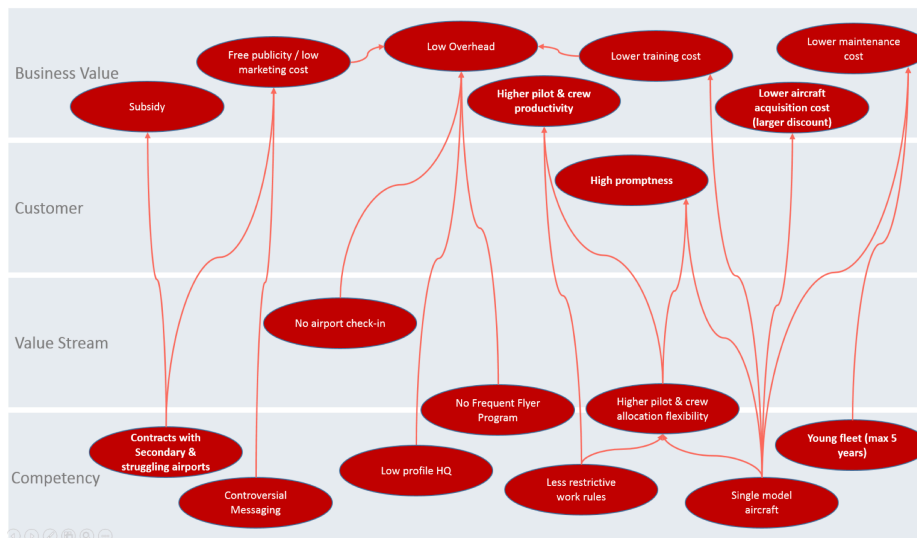 Business Value
Free publicity / low
marketing cost
Low Overhead
Lower training cost
Lower maintenance
cost
Subsidy
Higher pilot & crew
productivity
Lower aircraft
acquisition cost
(larger discount)
Customer
High promptness
Value Stream
No airport check-in
No Frequent Flyer
Program
Higher pilot & crew
allocation flexibility
Competency
Contracts with
Secondary &
struggling airports
Young fleet (max 5
years)
Low profile HQ
Controversial
Messaging
Less restrictive
work rules
Single model
aircraft